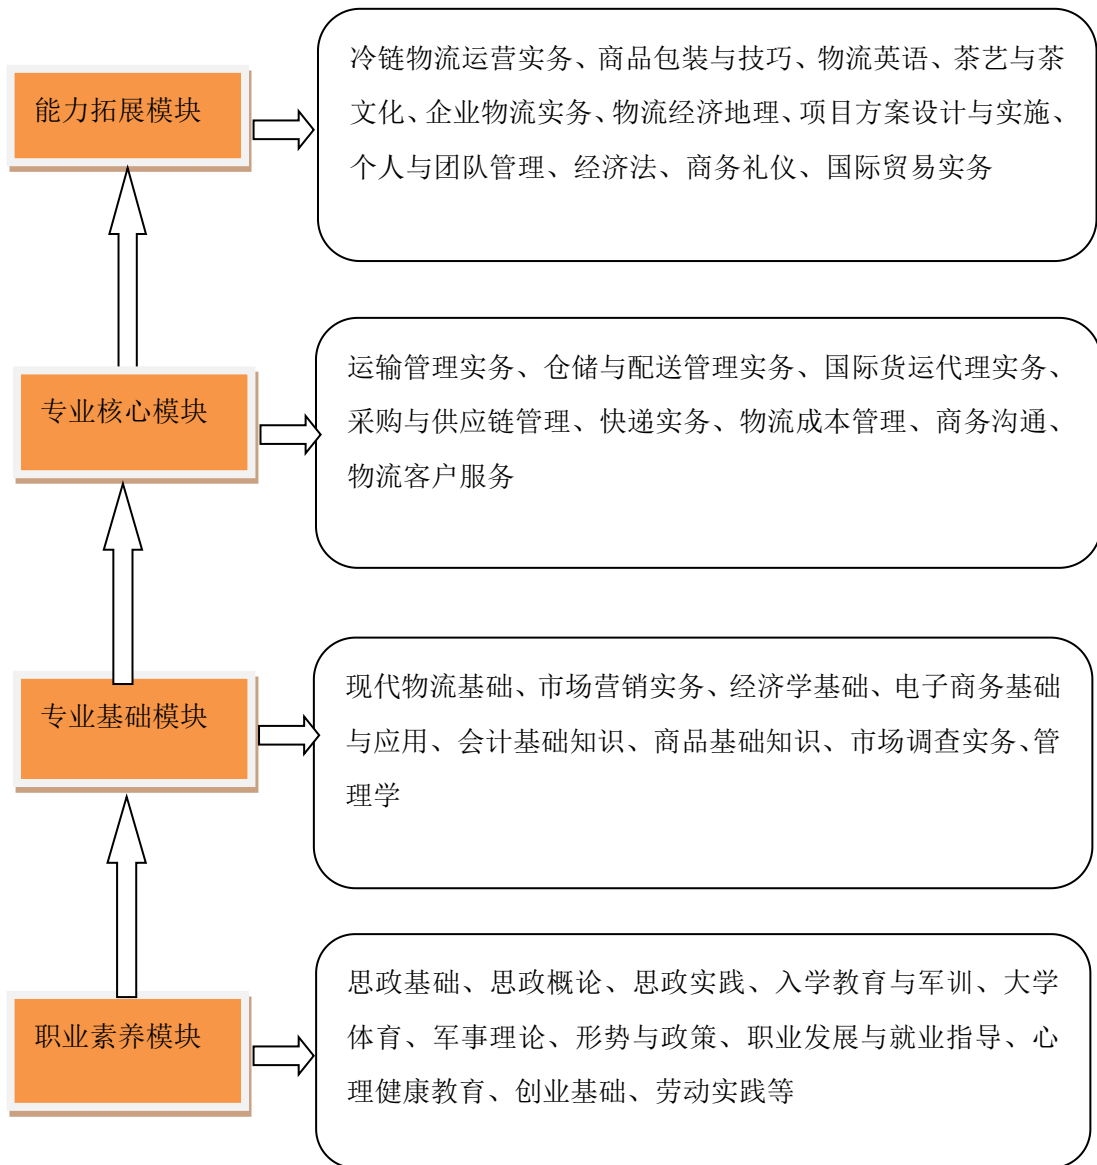 能力拓展模块
冷链物流运营实务、商品包装与技巧、物流英语、茶艺与茶
文化、企业物流实务、物流经济地理、项目方案设计与实施、
个人与团队管理、经济法、商务礼仪、国际贸易实务
专业核心模块
运输管理实务、仓储与配送管理实务、国际货运代理实务、
采购与供应链管理、快递实务、物流成本管理、商务沟通、
物流客户服务
专业基础模块
现代物流基础、市场营销实务、经济学基础、电子商务基础
与应用、会计基础知识、商品基础知识、市场调查实务、管
理学
职业素养模块
思政基础、思政概论、思政实践、入学教育与军训、大学
体育、军事理论、形势与政策、职业发展与就业指导、心
理健康教育、创业基础、劳动实践等